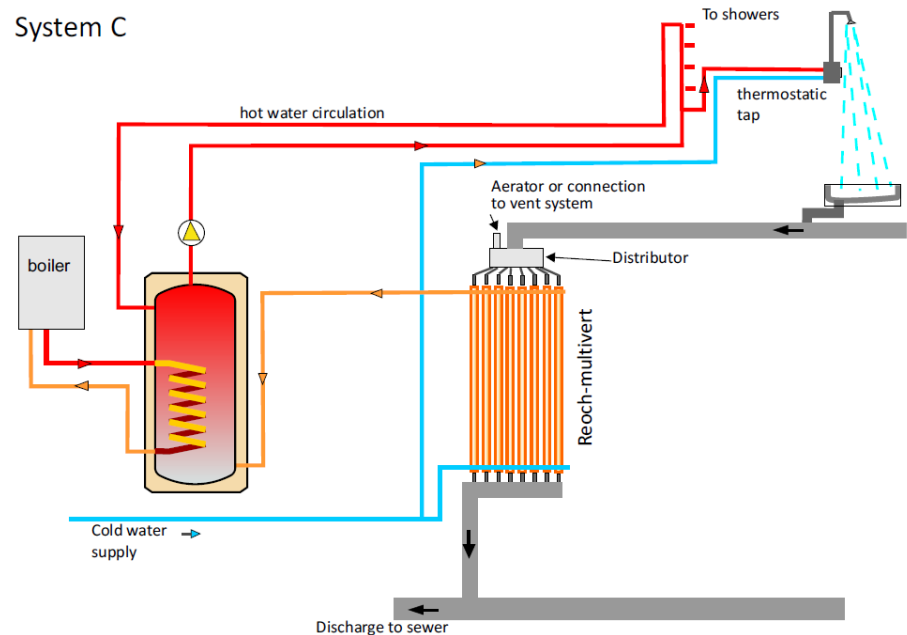 System C
To showers
hot water circulation
thermostatic
tap
Aerator or connection
to vent system
Distributor
boiler
Reoch-multivert
Cold water
supply
Discharge to sewer